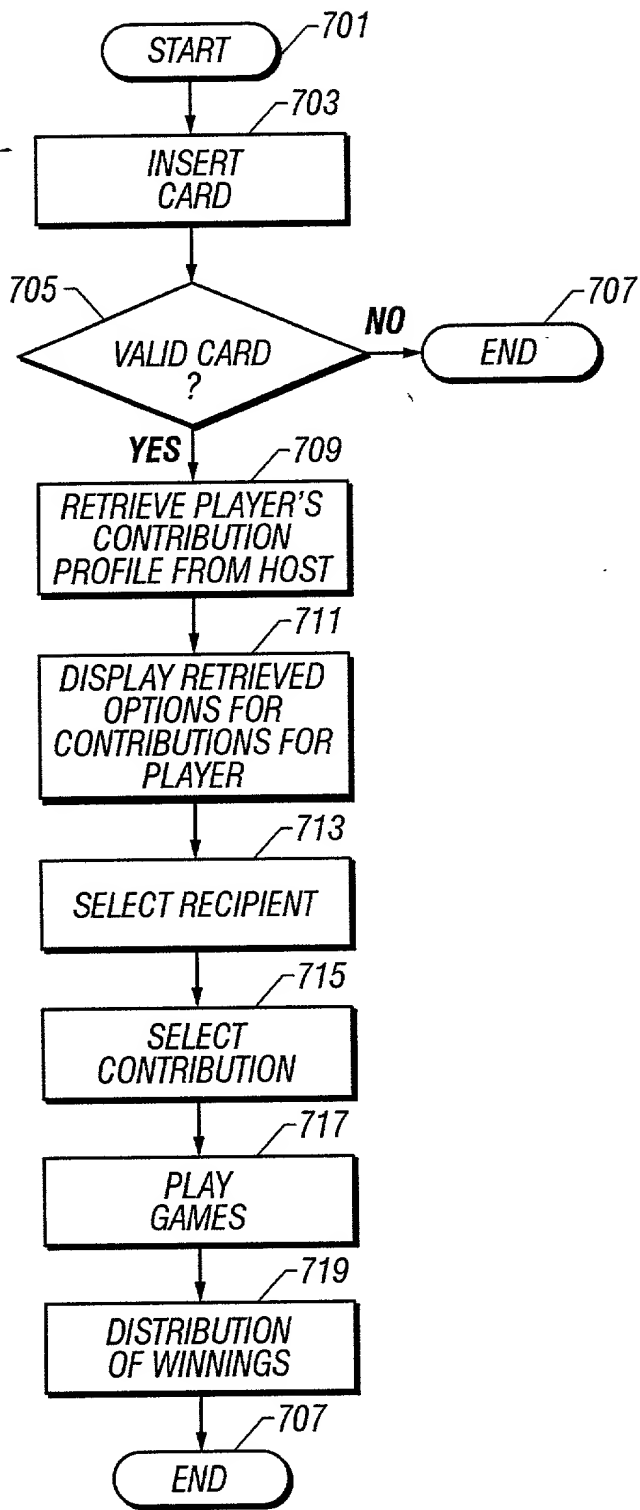 START
701
703
INSERT
CARD
705
VALID CARD
?
NO
707
END
YES
709
RETRIEVE PLAYER'S
CONTRIBUTION
PROFILE FROM HOST
711
DISPLAY RETRIEVED
OPTIONS FOR
CONTRIBUTIONS FOR
PLAYER
713
SELECT RECIPIENT
715
SELECT
CONTRIBUTION
717
PLAY
GAMES
719
DISTRIBUTION
OF WINNINGS
707
END